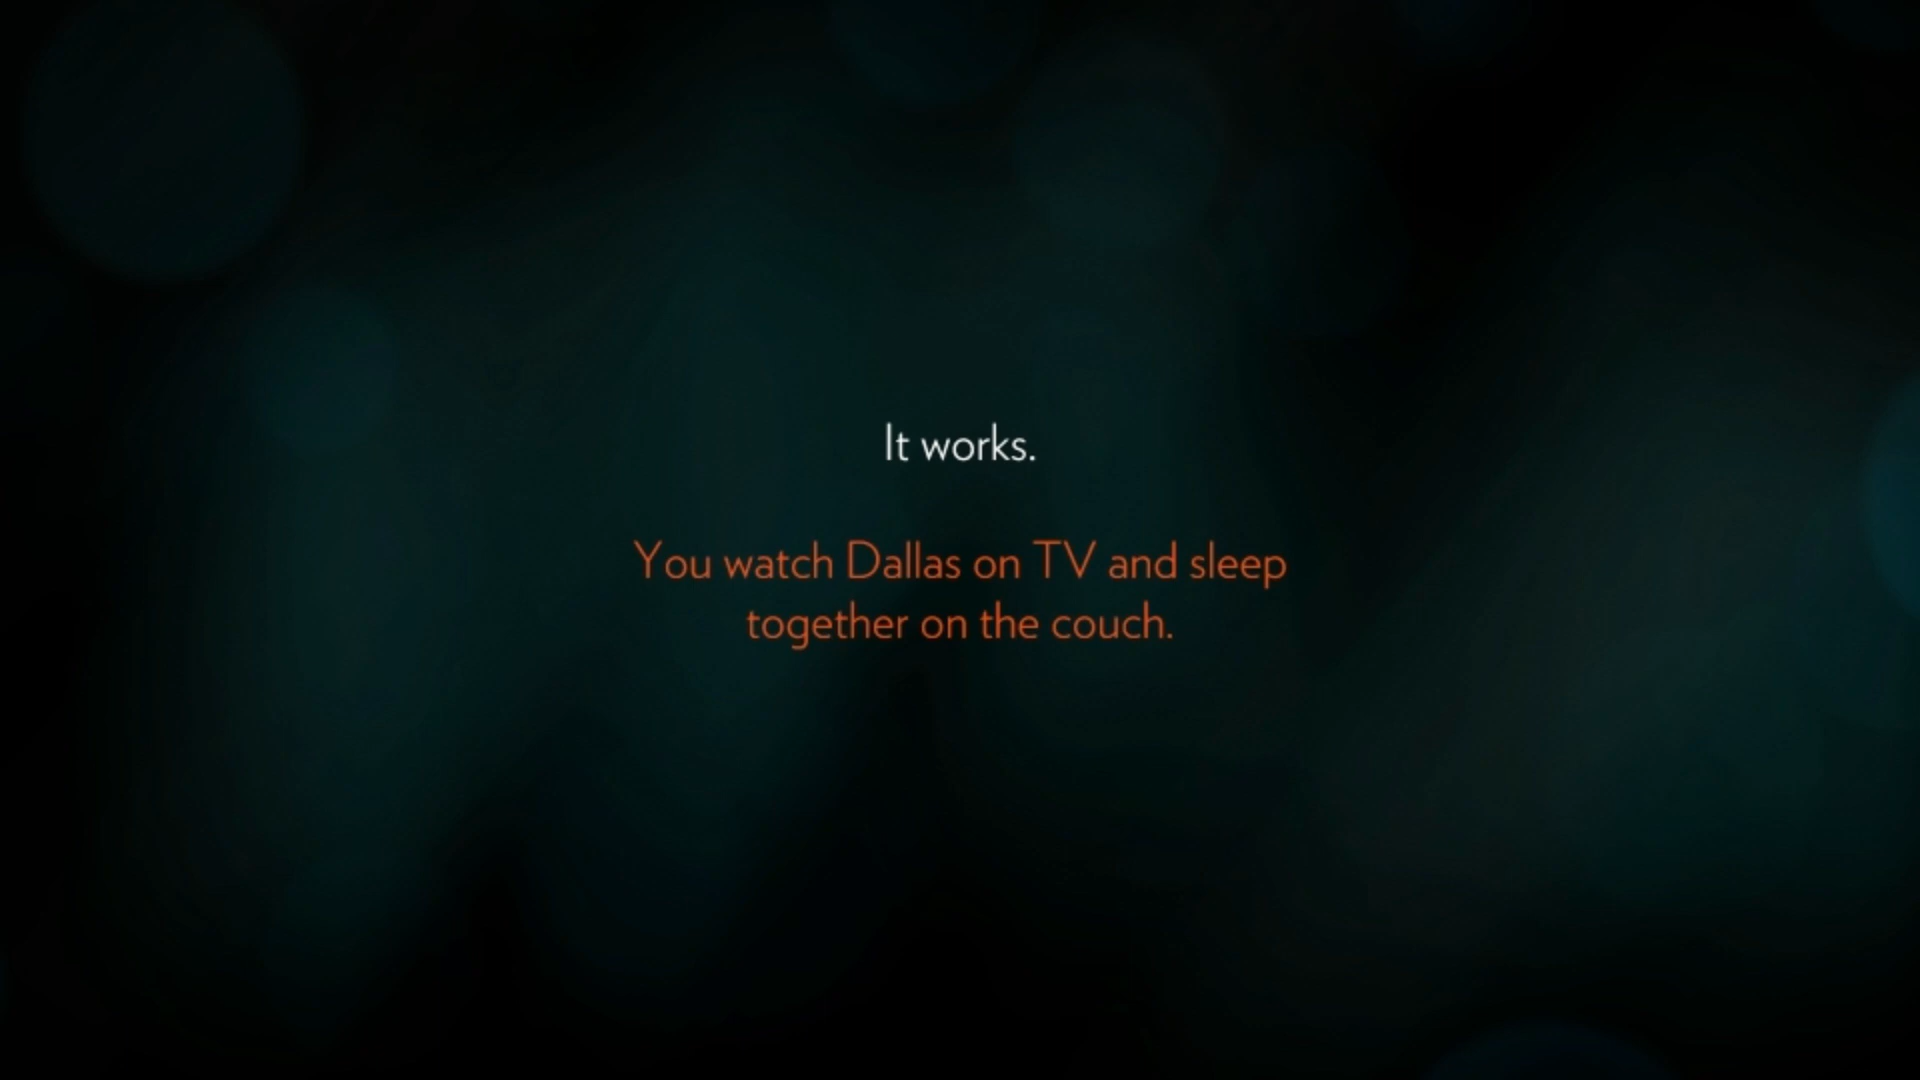 It works.
You watch Dallas on TV and sleep
together on the couch.